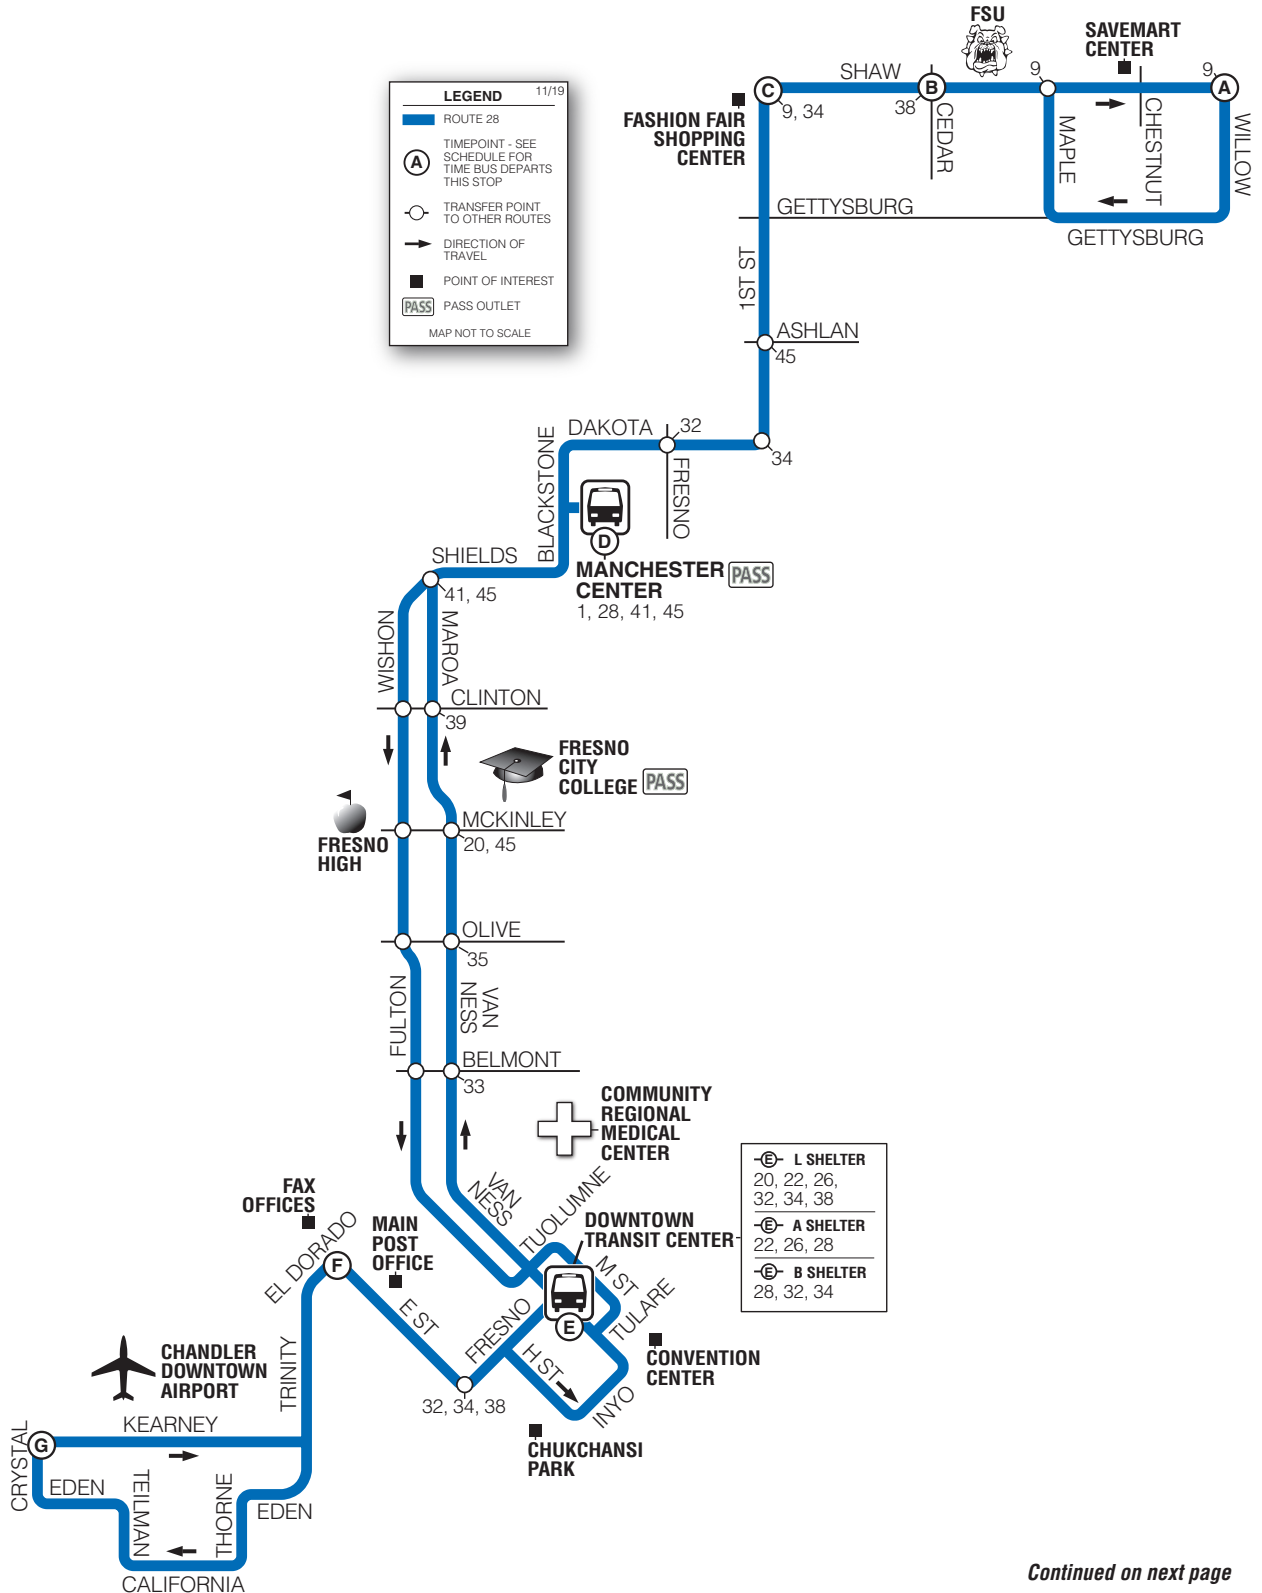 FSU
SAVEMART
CENTER
LEGEND
11/19
ROUTE 28
A
TIMEPOINT - SEE
SCHEDULE FOR
TIME BUS DEPARTS
THIS STOP
TRANSFER POINT
TO OTHER ROUTES
DIRECTION OF
TRAVEL
POINT OF INTEREST
PASS
PASS OUTLET
MAP NOT TO SCALE
SHAW
9
9
C
B
A
9, 34
38
FASHION FAIR
SHOPPING
CENTER
CEDAR
MAPLE
CHESTNUT
WILLOW
GETTYSBURG
GETTYSBURG
1ST ST
ASHLAN
45
DAKOTA
32
34
BLACKSTONE
FRESNO
D
MANCHESTER
CENTER
PASS
1, 28, 41, 45
SHIELDS
41, 45
WISHON
MAROA
CLINTON
39
FRESNO
CITY
COLLEGE
PASS
FRESNO
HIGH
MCKINLEY
20, 45
OLIVE
35
FULTON
VAN
NESS
BELMONT
33
COMMUNITY
REGIONAL
MEDICAL
CENTER
E L SHELTER
20, 22, 26,
32, 34, 38
E A SHELTER
22, 26, 28
E B SHELTER
28, 32, 34
VAN
NESS
TUOLUMNE
DOWNTOWN
TRANSIT CENTER
FAX
OFFICES
EL DORADO
MAIN
POST
OFFICE
F
E ST
M ST
TULARE
FRESNO
E
H ST
INYO
CONVENTION
CENTER
32, 34, 38
CHUKCHANSI
PARK
CHANDLER
DOWNTOWN
AIRPORT
TRINITY
KEARNEY
G
CRYSTAL
EDEN
TEILMAN
THORNE
EDEN
CALIFORNIA
Continued on next page